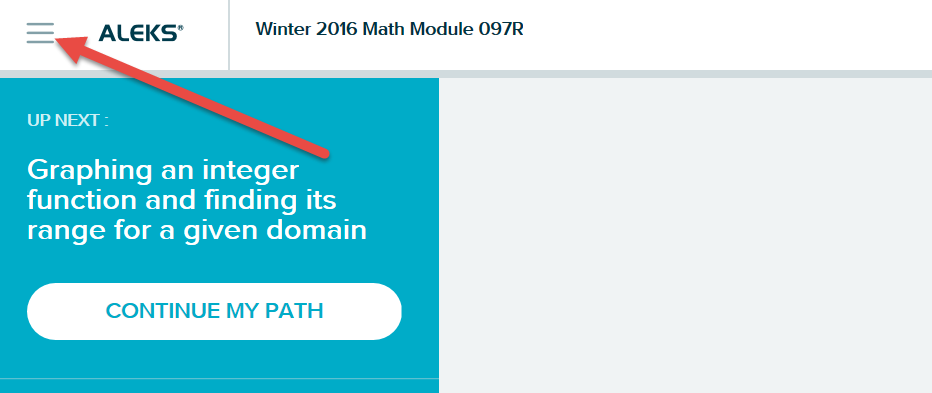 ALEKS®
Winter 2016 Math Module 097R
UP NEXT :
Graphing an integer
function and finding its
range for a given domain
CONTINUE MY PATH